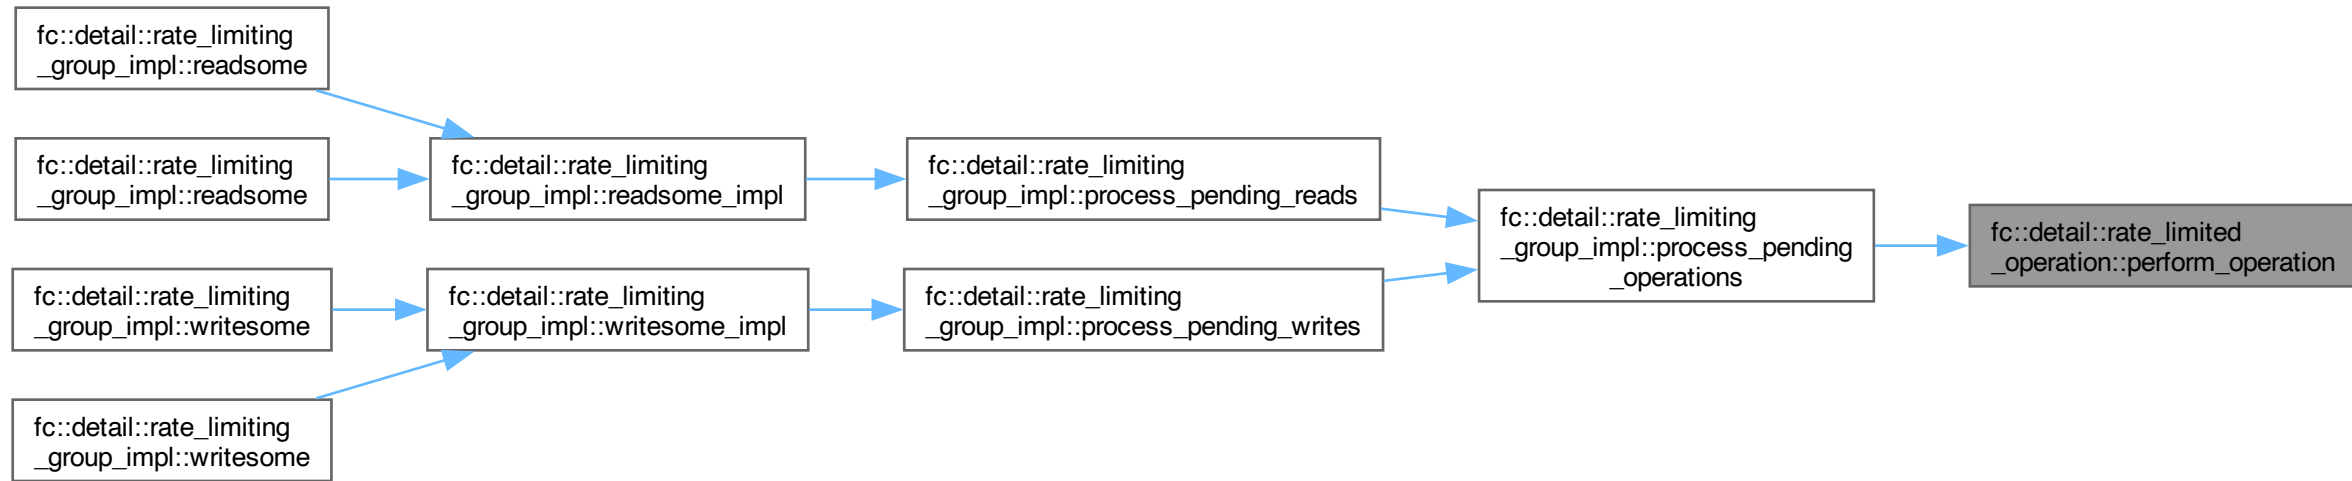 fc::detail::rate_limiting
_group_impl::readsome
fc::detail::rate_limiting
_group_impl::readsome
fc::detail::rate_limiting
_group_impl::writesome
fc::detail::rate_limiting
_group_impl::writesome
fc::detail::rate_limiting
_group_impl::readsome_impl
fc::detail::rate_limiting
_group_impl::writesome_impl
fc::detail::rate_limiting
_group_impl::process_pending_reads
fc::detail::rate_limiting
_group_impl::process_pending_writes
fc::detail::rate_limiting
_group_impl::process_pending
_operations
fc::detail::rate_limited
_operation::perform_operation